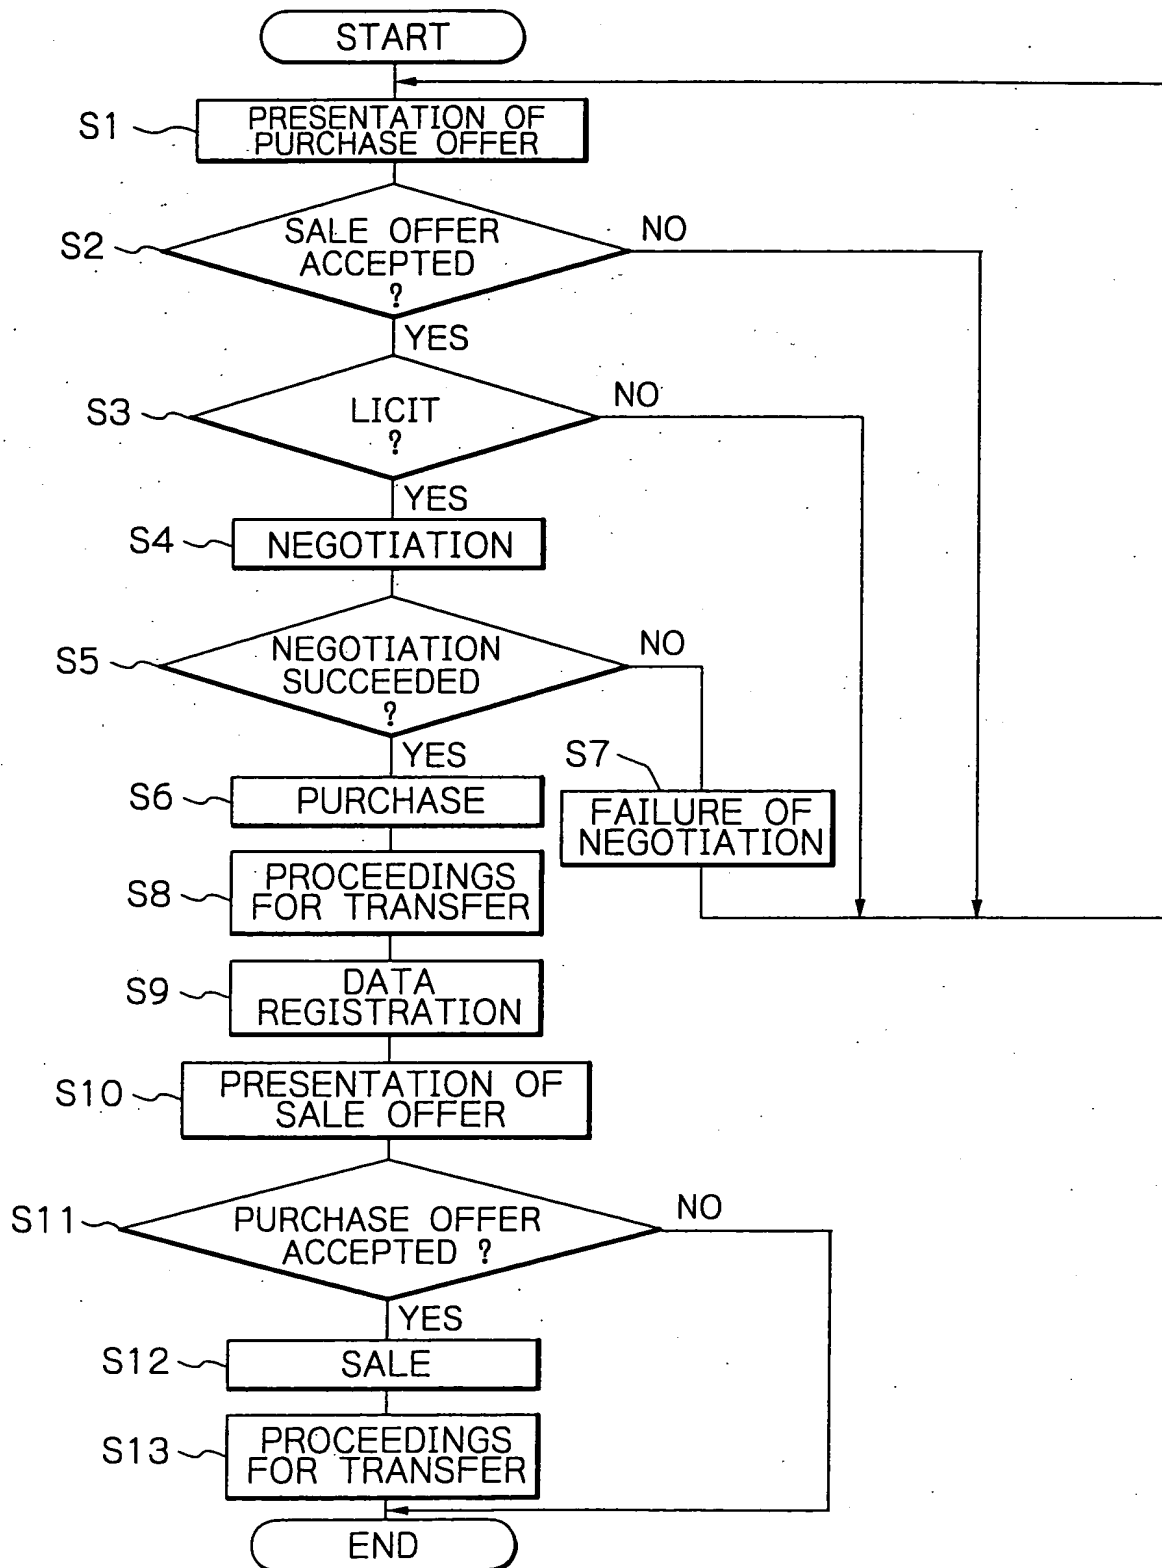 START
S1
PRESENTATION OF
PURCHASE OFFER
S2
SALE OFFER
ACCEPTED
?
NO
YES
S3
LICIT
?
NO
YES
S4
NEGOTIATION
S5
NEGOTIATION
SUCCEEDED
?
NO
YES
S6
PURCHASE
S7
FAILURE OF
NEGOTIATION
S8
PROCEEDINGS
FOR TRANSFER
S9
DATA
REGISTRATION
S10
PRESENTATION OF
SALE OFFER
S11
PURCHASE OFFER
ACCEPTED ?
NO
YES
S12
SALE
S13
PROCEEDINGS
FOR TRANSFER
END